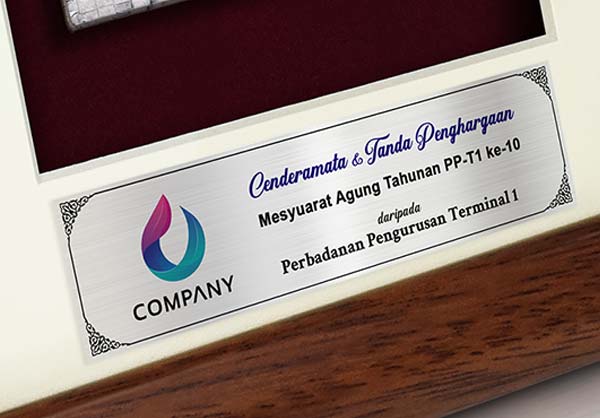 Cenderamata & Tanda Penghargaan
Mesyuarat Agung Tahunan PP-T1 ke-10
daripada
Perbadanan Pengurusan Terminal 1
COMPANY